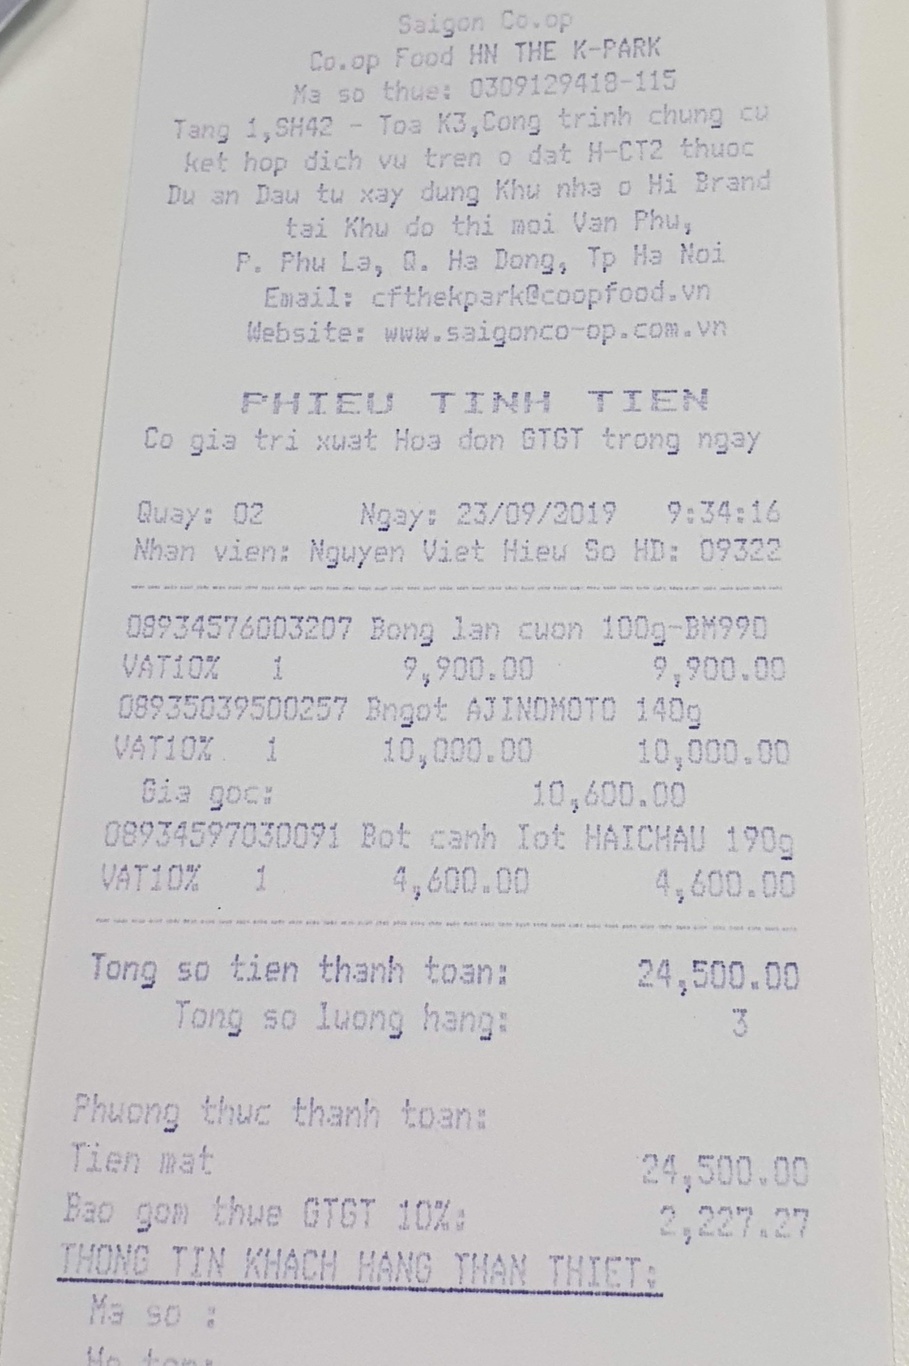 Saigon Co.op
Co.op Food HN THE K-PARK
Ma so thue: 0309129418-115
Tang 1,SH42 - Toa K3,Cong trinh chung cu
ket hop dich vu tren o dat H-CT2 thuoc
Du an Dau tu xay dung Khu nha o Hi Brand
tai Khu do thi moi Van Phu,
P. Phu La, Q. Ha Dong, Tp Ha Noi
Email: cfthekpark@coopfood.vn
Website: www.saigonco-op.com.vn
PHIEU TINH TIEN
Co gia tri xuat Hoa don GTGT trong ngay
Quay: 02 Ngay: 23/09/2019 9:34:16
Nhan vien: Nguyen Viet Hieu So HD: 09322
08934576003207 Bong lan cuon 100g-BM990
VAT10% 1 9,900.00 9,900.00
08935039500257 Bngot AJINOMOTO 140g
VAT10% 1 10,000.00 10,000.00
Gia goc: 10,600.00
08934597030091 Bot canh Iot HAICHAU 190g
VAT10% 1 4,600.00 4,600.00
Tong so tien thanh toan: 24,500.00
Tong so luong hang: 3
Phuong thuc thanh toan:
Tien mat 24,500.00
Bao gom thue GTGT 10%: 2,227.27
THONG TIN KHACH HANG THAN THIET:
Ma so :
Ho ten: